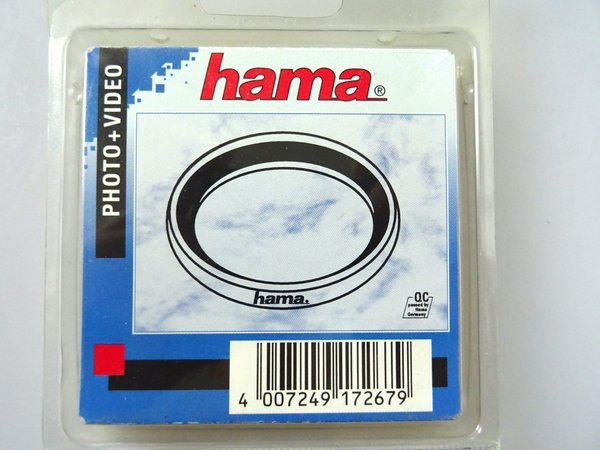 hama®
PHOTO+VIDEO
hama.
QC
passed by
Hama
Germany
4 007249 172679